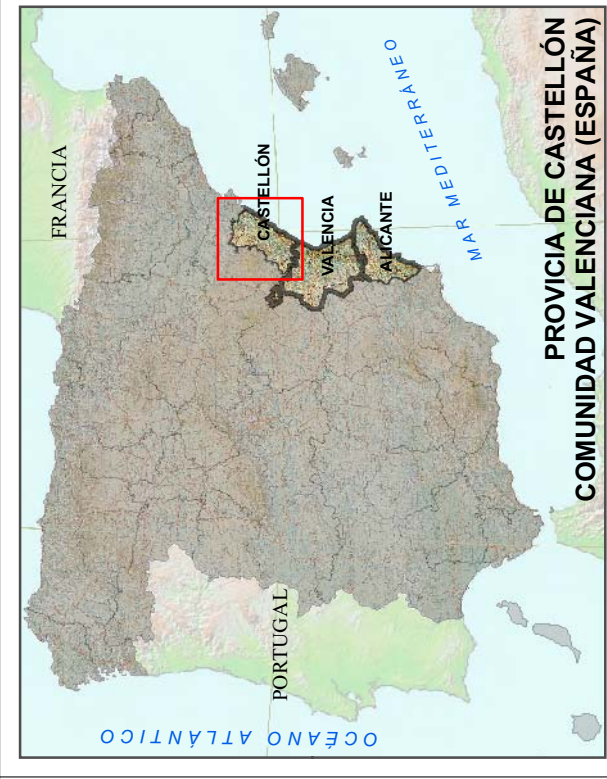 FRANCIA
CASTELLÓN
VALENCIA
ALICANTE
MAR MEDITERRÁNEO
PORTUGAL
OCÉANO ATLÁNTICO
PROVICIA DE CASTELLÓN
COMUNIDAD VALENCIANA (ESPAÑA)